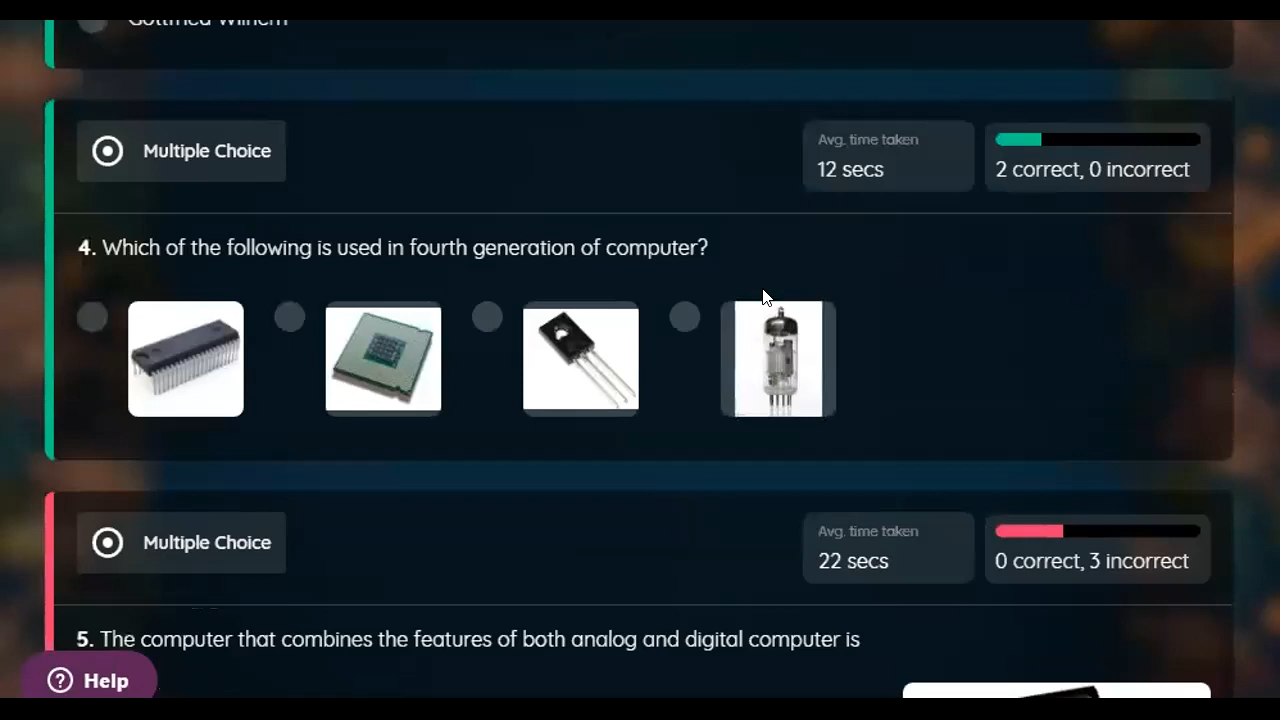 Gottfried Wilhelm
Multiple Choice
Avg. time taken
12 secs
2 correct, 0 incorrect
4. Which of the following is used in fourth generation of computer?
Multiple Choice
Avg. time taken
22 secs
0 correct, 3 incorrect
5. The computer that combines the features of both analog and digital computer is
Help